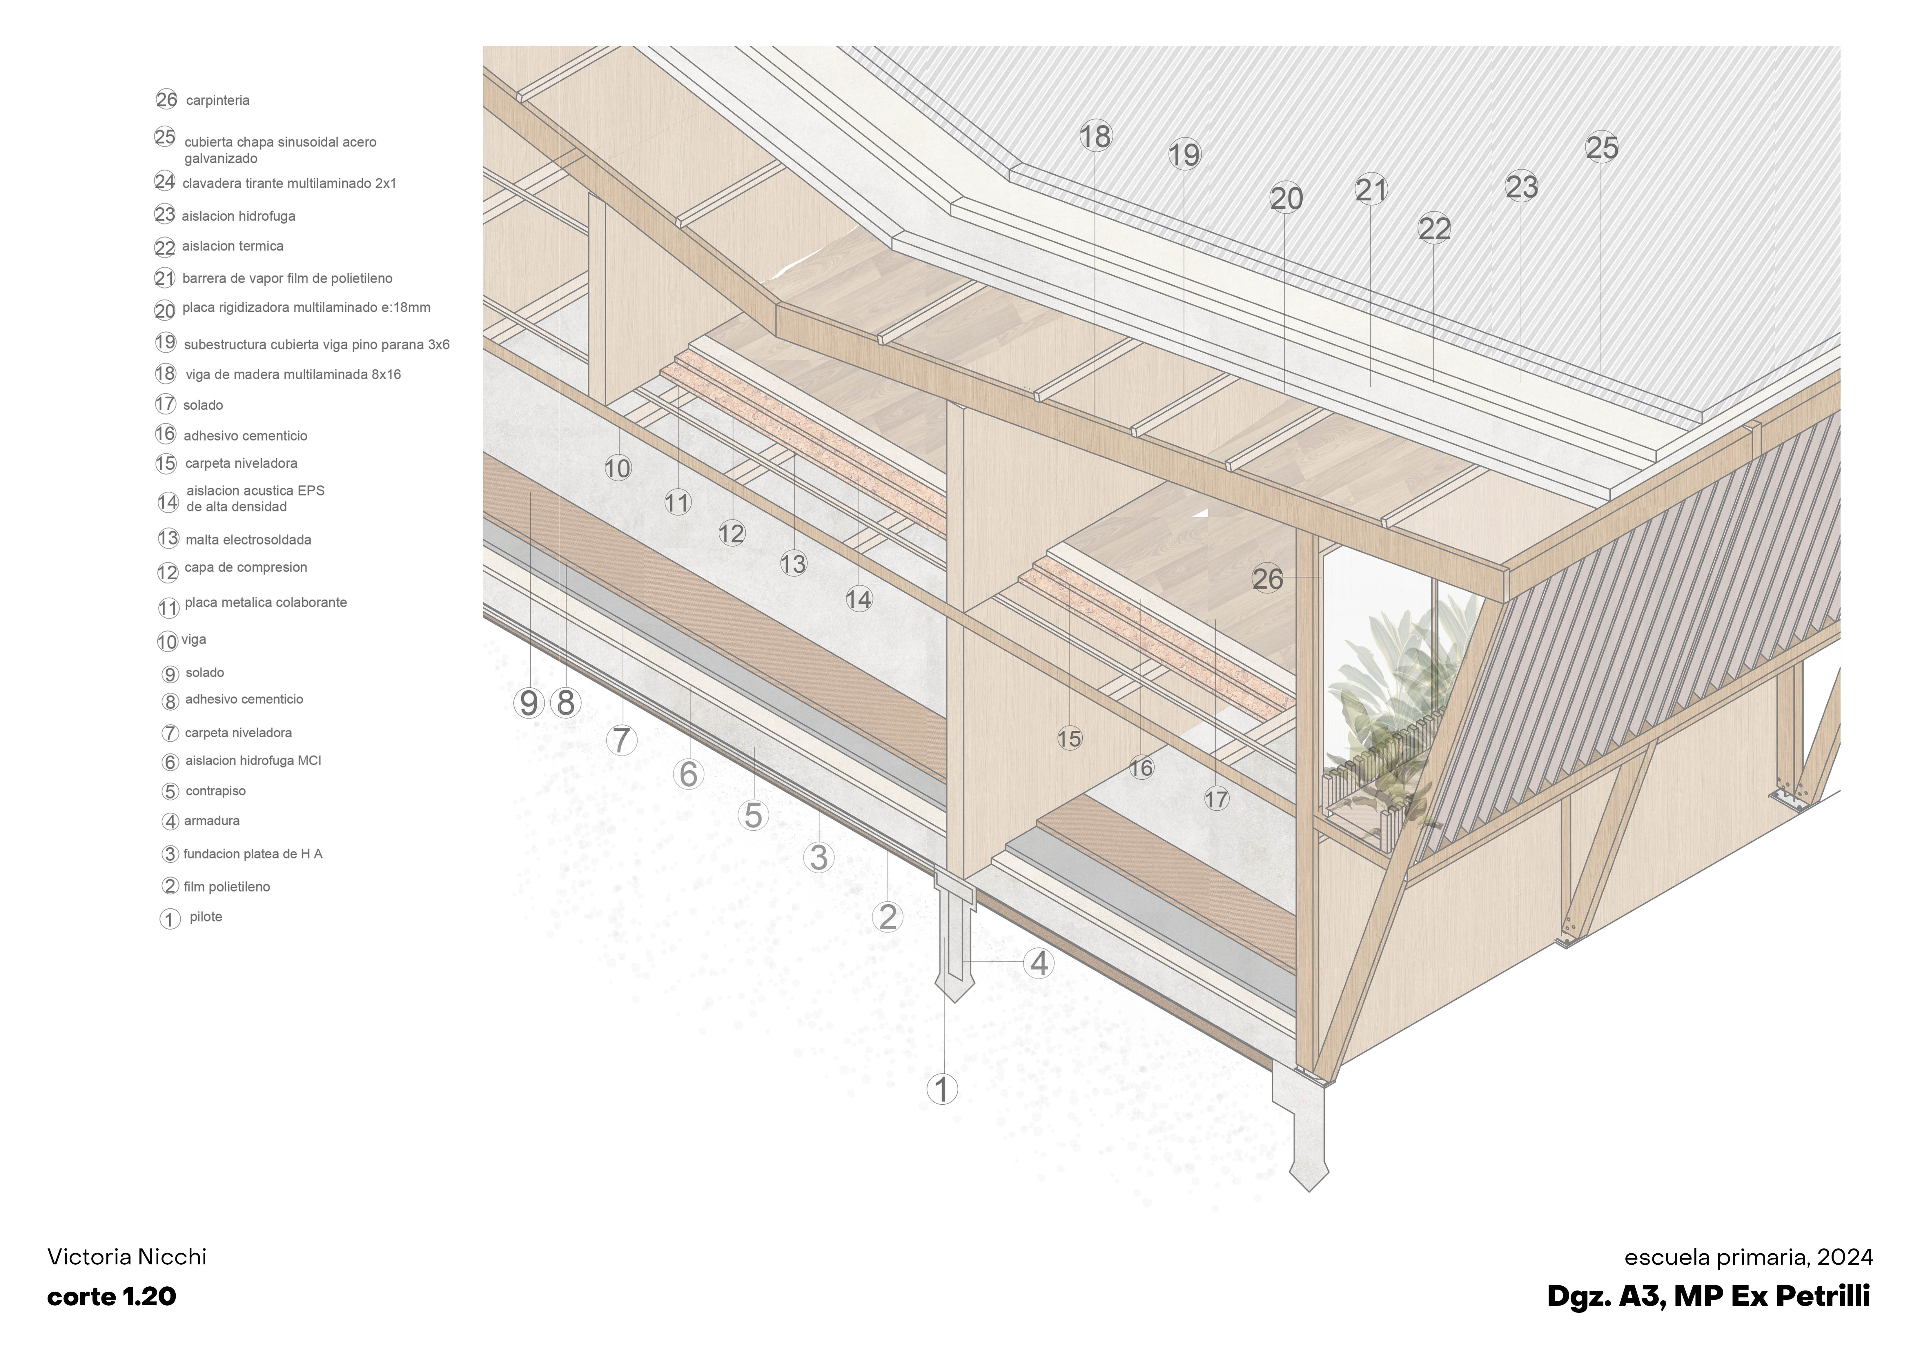 26 carpinteria
25 cubierta chapa sinusoidal acero
galvanizado
24 clavadera tirante multilaminado 2x1
23 aislacion hidrofuga
22 aislacion termica
21 barrera de vapor film de polietileno
20 placa rigidizadora multilaminado e:18mm
19 subestructura cubierta viga pino parana 3x6
18 viga de madera multilaminada 8x16
17 solado
16 adhesivo cementicio
15 carpeta niveladora
14 aislacion acustica EPS
de alta densidad
13 malta electrosoldada
12 capa de compresion
11 placa metalica colaborante
10 viga
9 solado
8 adhesivo cementicio
7 carpeta niveladora
6 aislacion hidrofuga MCI
5 contrapiso
4 armadura
3 fundacion platea de H A
2 film polietileno
1 pilote
18
19
20
21
22
23
25
10
11
12
13
14
26
9
8
7
6
5
3
2
15
16
17
4
1
Victoria Nicchi
corte 1.20
escuela primaria, 2024
Dgz. A3, MP Ex Petrilli